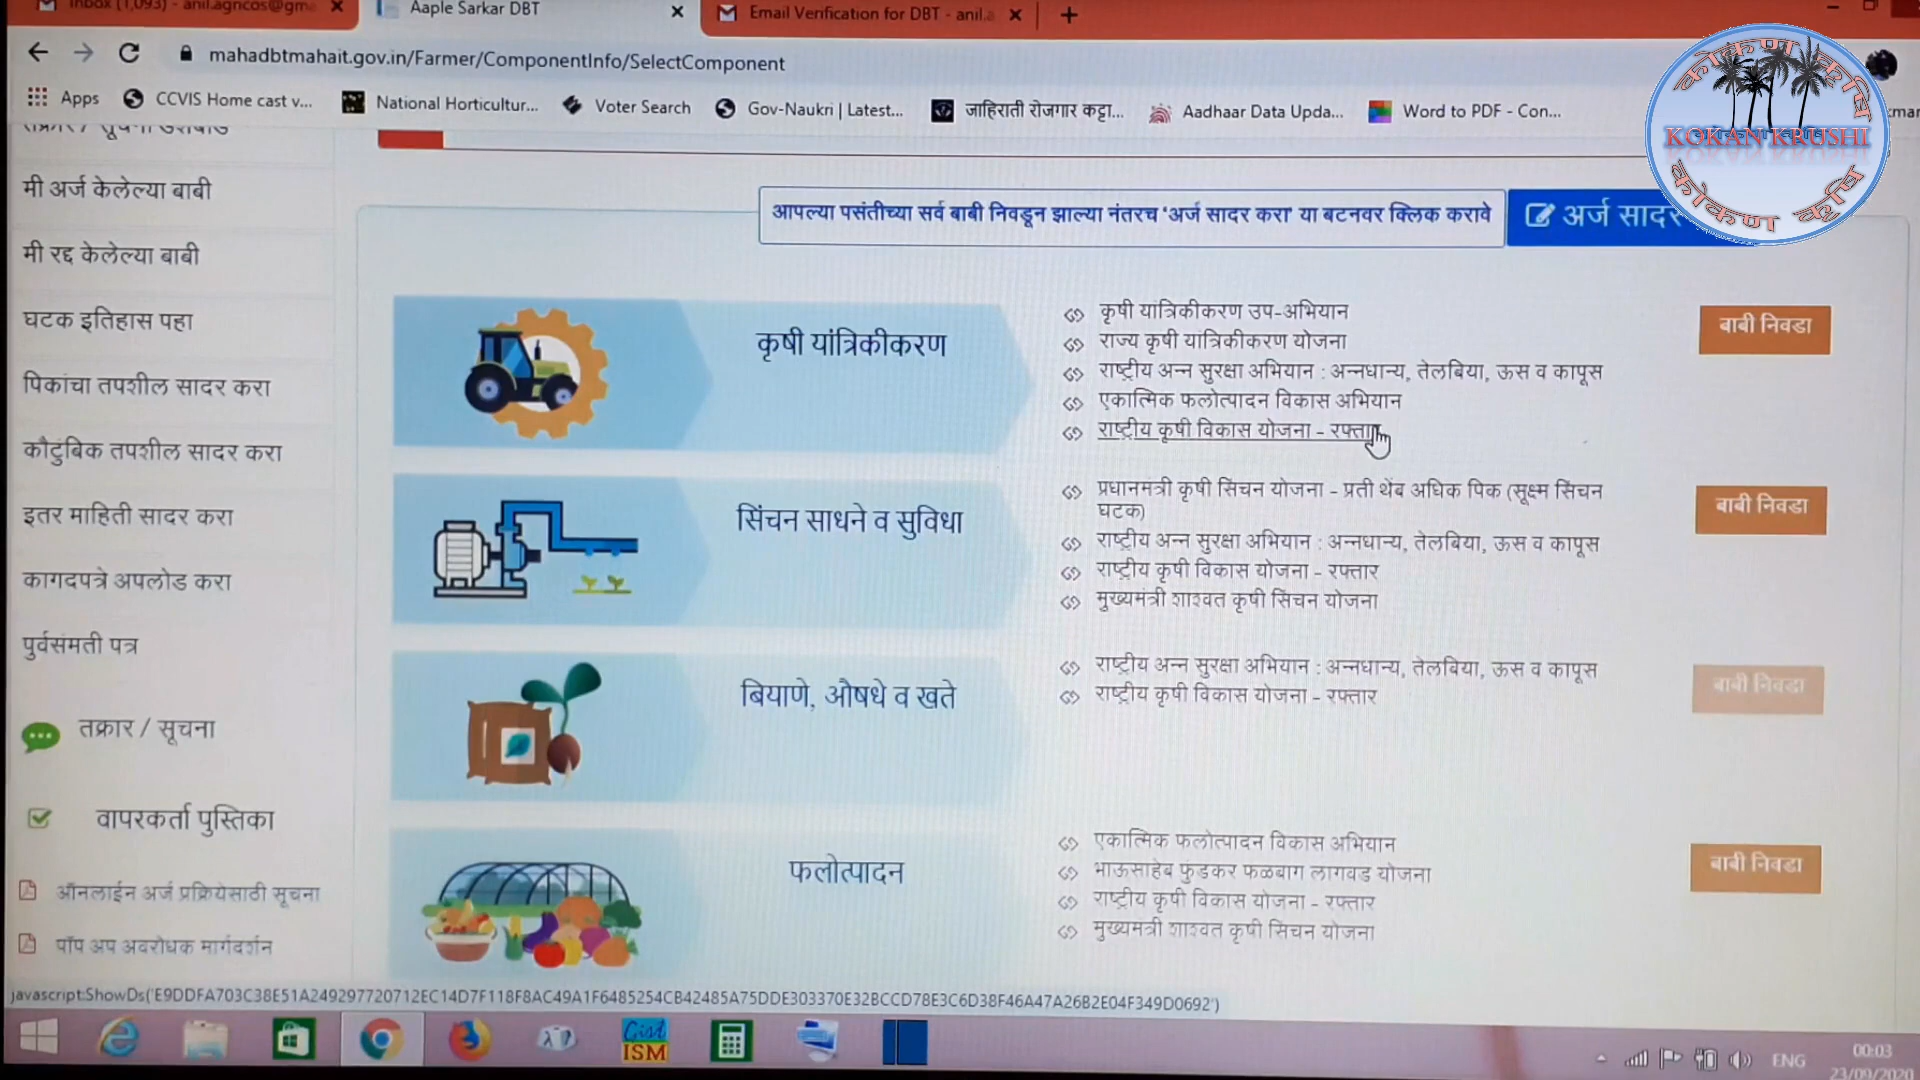 Inbox (1,093) - anil.agricos@gm
Aaple Sarkar DBT
Email Verification for DBT - anil.a
mahadbtmahait.gov.in/Farmer/ComponentInfo/SelectComponent
Apps
CCVIS Home cast v...
National Horticultur...
Voter Search
Gov-Naukri | Latest...
जाहिराती रोजगार कट्टा...
Aadhaar Data Upda...
Word to PDF - Con...
कोकण कृषि
KOKAN KRUSHI
कोकण कृषि
मी अर्ज केलेल्या बाबी
मी रद्द केलेल्या बाबी
घटक इतिहास पहा
पिकांचा तपशील सादर करा
कौटुंबिक तपशील सादर करा
इतर माहिती सादर करा
कागदपत्रे अपलोड करा
पुर्वसंमती पत्र
तक्रार / सूचना
वापरकर्ता पुस्तिका
ऑनलाईन अर्ज प्रक्रियेसाठी सूचना
पॉप अप अवरोधक मार्गदर्शन
आपल्या पसंतीच्या सर्व बाबी निवडून झाल्या नंतरच 'अर्ज सादर करा' या बटनवर क्लिक करावे
अर्ज सादर
कृषी यांत्रिकीकरण
कृषी यांत्रिकीकरण उप-अभियान
राज्य कृषी यांत्रिकीकरण योजना
राष्ट्रीय अन्न सुरक्षा अभियान : अन्नधान्य, तेलबिया, ऊस व कापूस
एकात्मिक फलोत्पादन विकास अभियान
राष्ट्रीय कृषी विकास योजना - रफ्तार
बाबी निवडा
सिंचन साधने व सुविधा
प्रधानमंत्री कृषी सिंचन योजना - प्रती थेंब अधिक पिक (सूक्ष्म सिंचन
घटक)
राष्ट्रीय अन्न सुरक्षा अभियान : अन्नधान्य, तेलबिया, ऊस व कापूस
राष्ट्रीय कृषी विकास योजना - रफ्तार
मुख्यमंत्री शाश्वत कृषी सिंचन योजना
बाबी निवडा
बियाणे, औषधे व खते
राष्ट्रीय अन्न सुरक्षा अभियान : अन्नधान्य, तेलबिया, ऊस व कापूस
राष्ट्रीय कृषी विकास योजना - रफ्तार
बाबी निवडा
फलोत्पादन
एकात्मिक फलोत्पादन विकास अभियान
भाऊसाहेब फुंडकर फळबाग लागवड योजना
राष्ट्रीय कृषी विकास योजना - रफ्तार
मुख्यमंत्री शाश्वत कृषी सिंचन योजना
बाबी निवडा
javascript:ShowDs('E9DDFA703C38E51A249297720712EC14D7F118F8AC49A1F6485254CB42485A75DDE303370E32BCCD78E3C6D38F46A47A26B2E04F349D0692')
Gist
ISM
ENG
00:03
23/09/2020